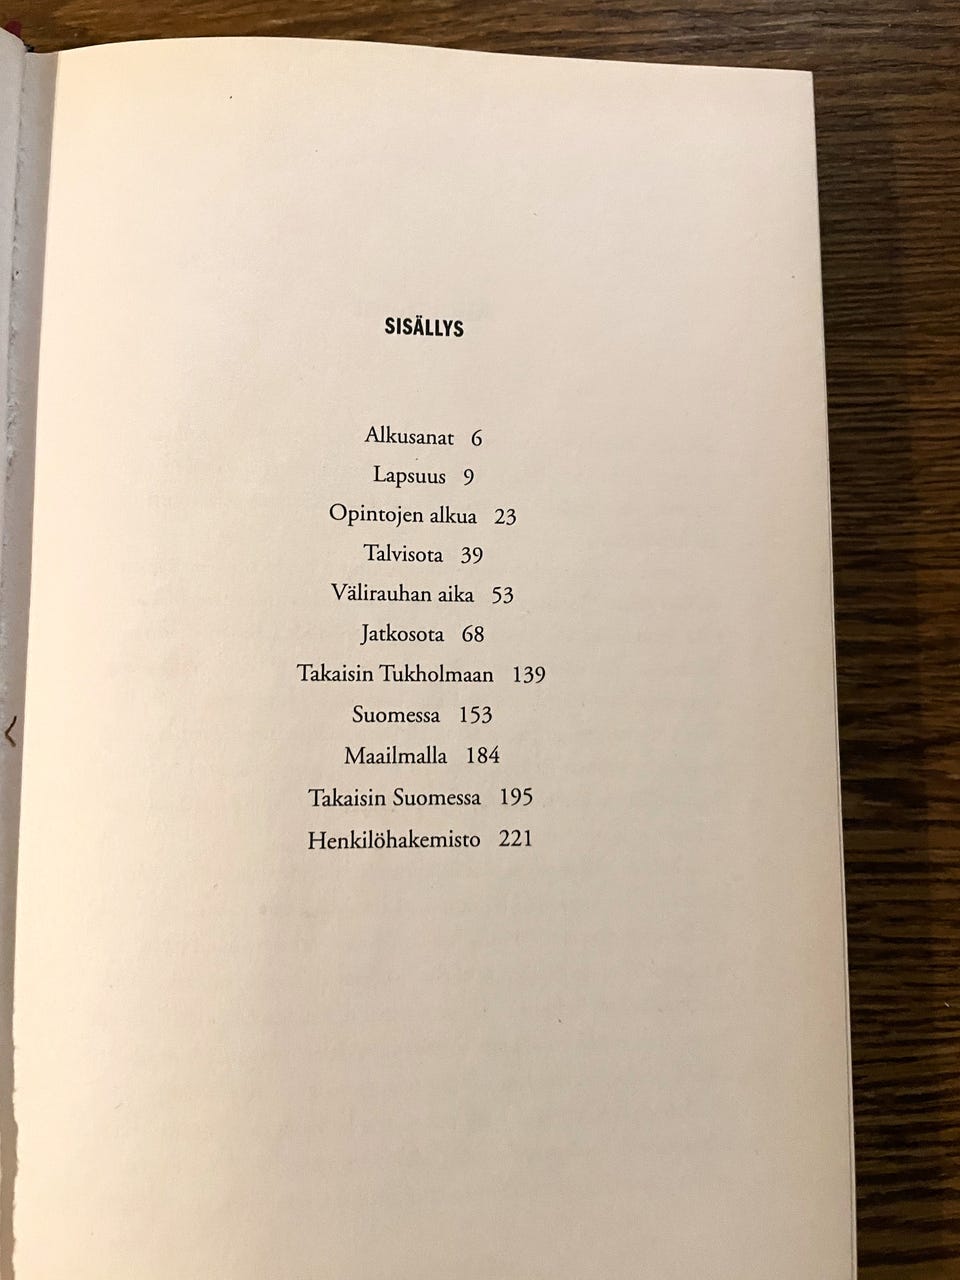 SISÄLLYS
Alkusanat 6
Lapsuus 9
Opintojen alkua 23
Talvisota 39
Välirauhan aika 53
Jatkosota 68
Takaisin Tukholmaan 139
Suomessa 153
Maailmalla 184
Takaisin Suomessa 195
Henkilöhakemisto 221